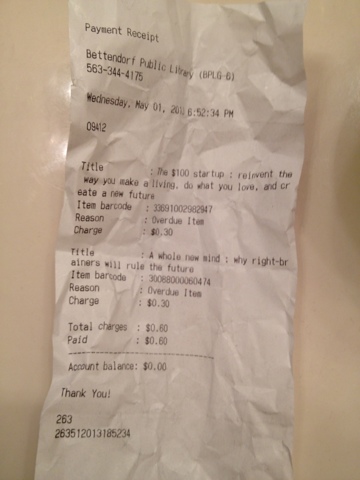 Payment Receipt
Bettendorf Public Library (BPLG-6)
563-344-4175
Wednesday, May 01, 6:52:34 PM
09412
Title : The $100 startup : reinvent the
way you make a living, do what you love, and cr
eate a new future
Item barcode : 33691002982947
Reason : Overdue Item
Charge : $0.30
Title : A whole new mind : why right-br
ainers will rule the future
Item barcode : 30088000060474
Reason : Overdue Item
Charge : $0.30
Total charges : $0.60
Paid : $0.60
Account balance: $0.00
Thank You!
263
263512013185234